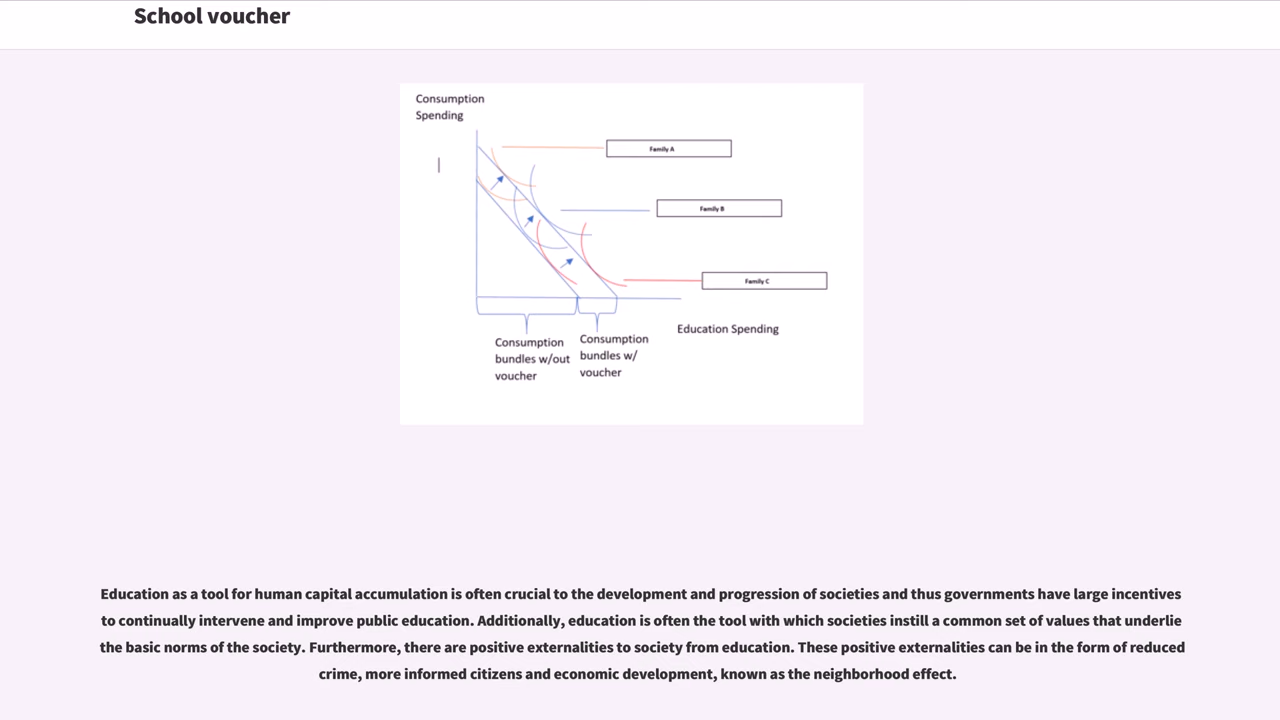 School voucher
Consumption
Spending
Family A
Family B
Family C
Education Spending
Consumption
bundles w/out
voucher
Consumption
bundles w/
voucher
Education as a tool for human capital accumulation is often crucial to the development and progression of societies and thus governments have large incentives
to continually intervene and improve public education. Additionally, education is often the tool with which societies instill a common set of values that underlie
the basic norms of the society. Furthermore, there are positive externalities to society from education. These positive externalities can be in the form of reduced
crime, more informed citizens and economic development, known as the neighborhood effect.